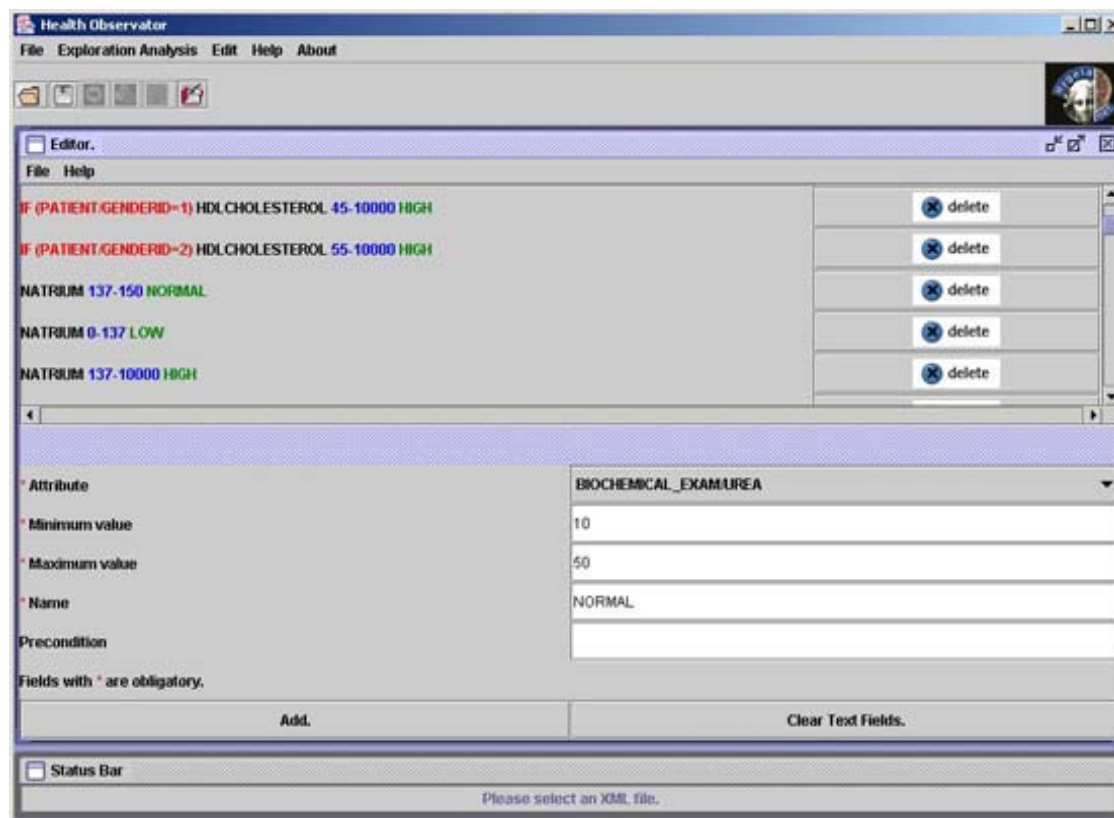 Health Observator
File Exploration Analysis Edit Help About
Editor.
File Help
IF (PATIENT/GENDERID=1) HDLCHOLESTEROL 45-10000 HIGH delete
IF (PATIENT/GENDERID=2) HDLCHOLESTEROL 55-10000 HIGH delete
NATRIUM 137-150 NORMAL delete
NATRIUM 0-137 LOW delete
NATRIUM 137-10000 HIGH delete
* Attribute BIOCHEMICAL_EXAM/UREA
* Minimum value 10
* Maximum value 50
* Name NORMAL
Precondition
Fields with * are obligatory.
Add. Clear Text Fields.
Status Bar
Please select an XML file.